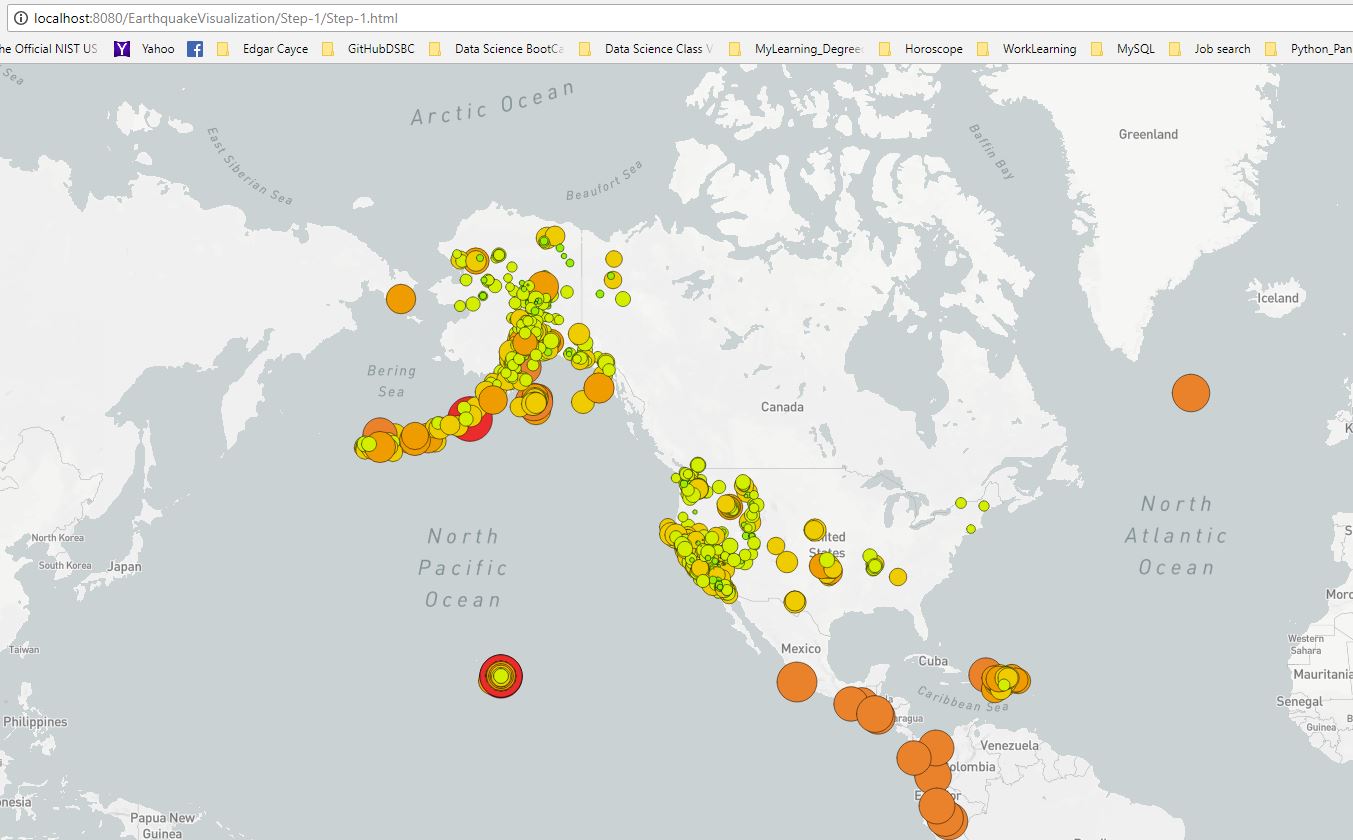 localhost:8080/EarthquakeVisualization/Step-1/Step-1.html
he Official NIST US Yahoo Edgar Cayce GitHubDSBC Data Science BootCa Data Science Class V MyLearning_Degree Horoscope WorkLearning MySQL Job search Python_Pan
Sea
Arctic Ocean
East Siberian Sea
Beaufort Sea
Baffin Bay
Greenland
Iceland
Bering
Sea
Canada
North
Pacific
Ocean
North
Atlantic
Ocean
North Korea
South Korea
Japan
United
States
Taiwan
Mexico
Cuba
Caribbean Sea
Western
Sahara
Moroc
Mauritania
Senegal
Guinea
B
Philippines
aragua
Venezuela
olombia
nesia
Papua New
Guinea